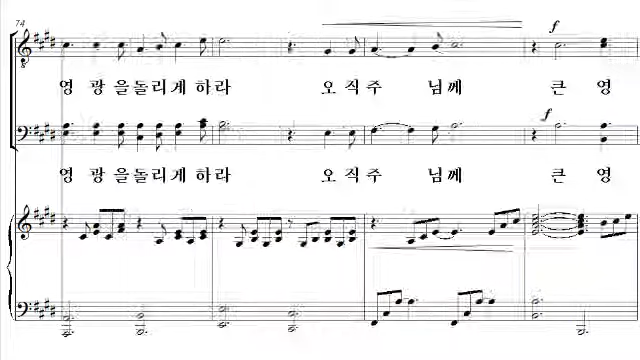 74
f
영 광 을돌리게 하라 오 직 주 님께 큰 영
f
영 광 을돌리게 하라 오 직 주 님께 큰 영